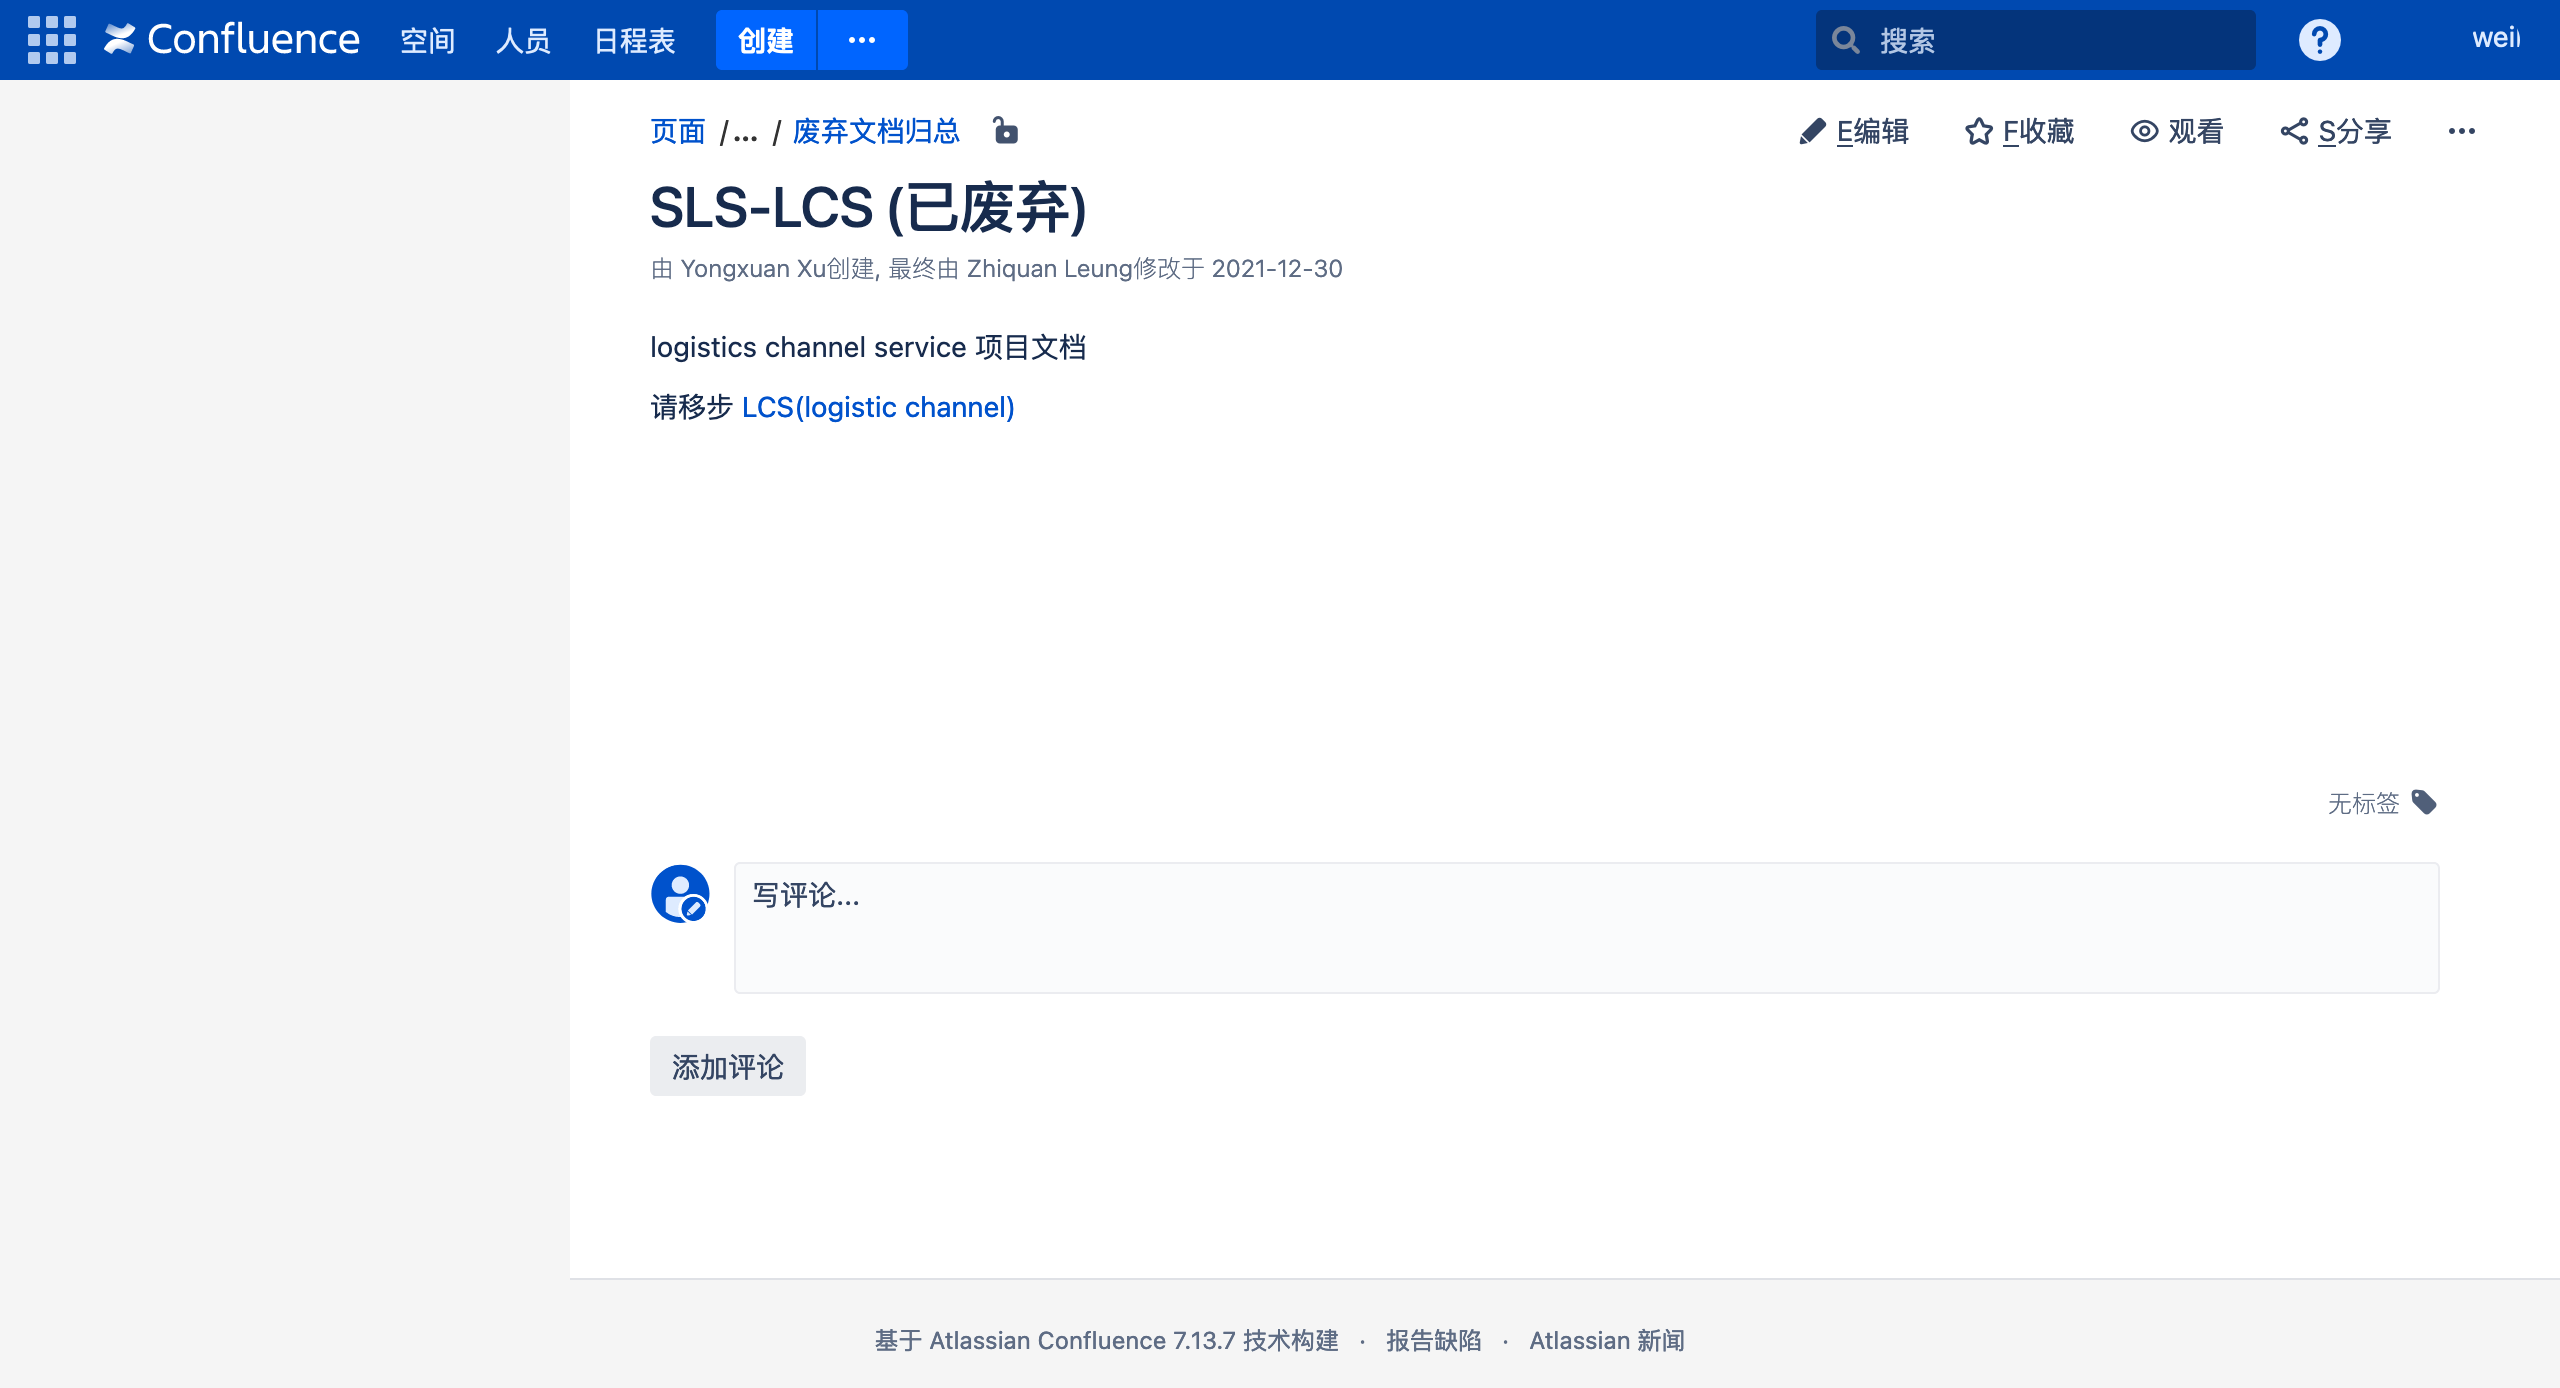 Confluence 空间 人员 日程表 创建 ··· 搜索 ?
页面 /... / 废弃文档归总 E编辑 F收藏 观看 S分享 ···
SLS-LCS (已废弃)
由 Yongxuan Xu创建, 最终由 Zhiquan Leung修改于 2021-12-30
logistics channel service 项目文档
请移步 LCS(logistic channel)
无标签
写评论...
添加评论
基于 Atlassian Confluence 7.13.7 技术构建 · 报告缺陷 · Atlassian 新闻